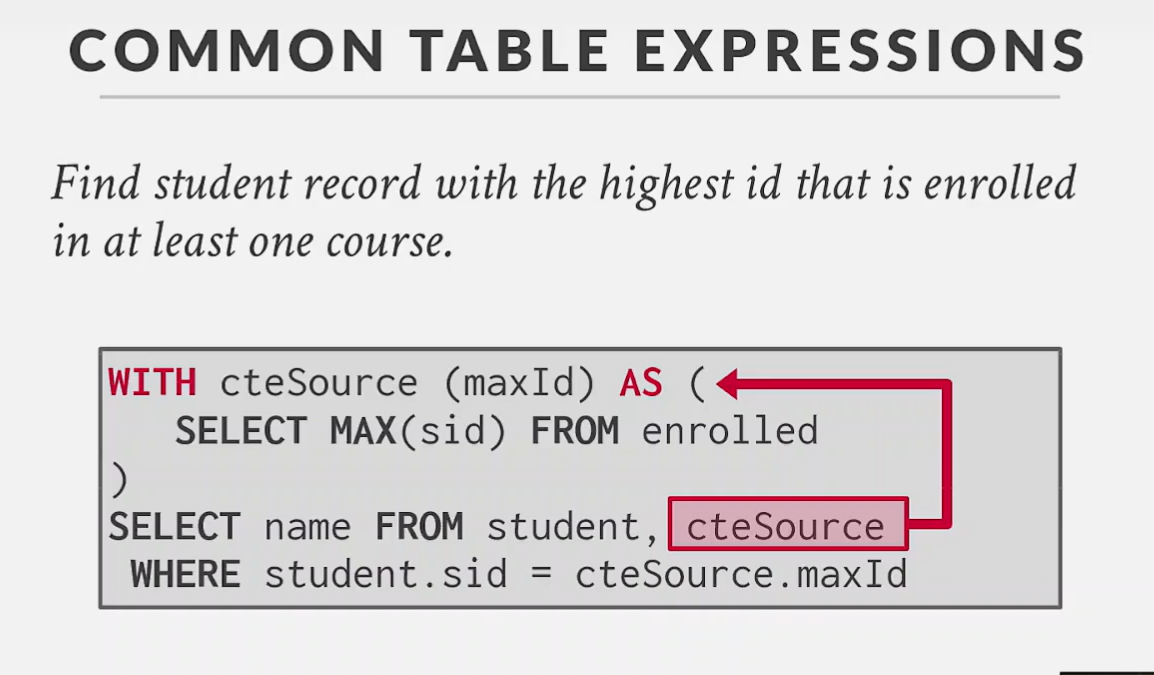 COMMON TABLE EXPRESSIONS
Find student record with the highest id that is enrolled
in at least one course.
WITH cteSource (maxId) AS (
SELECT MAX(sid) FROM enrolled
)
SELECT name FROM student, cteSource
WHERE student.sid = cteSource.maxId